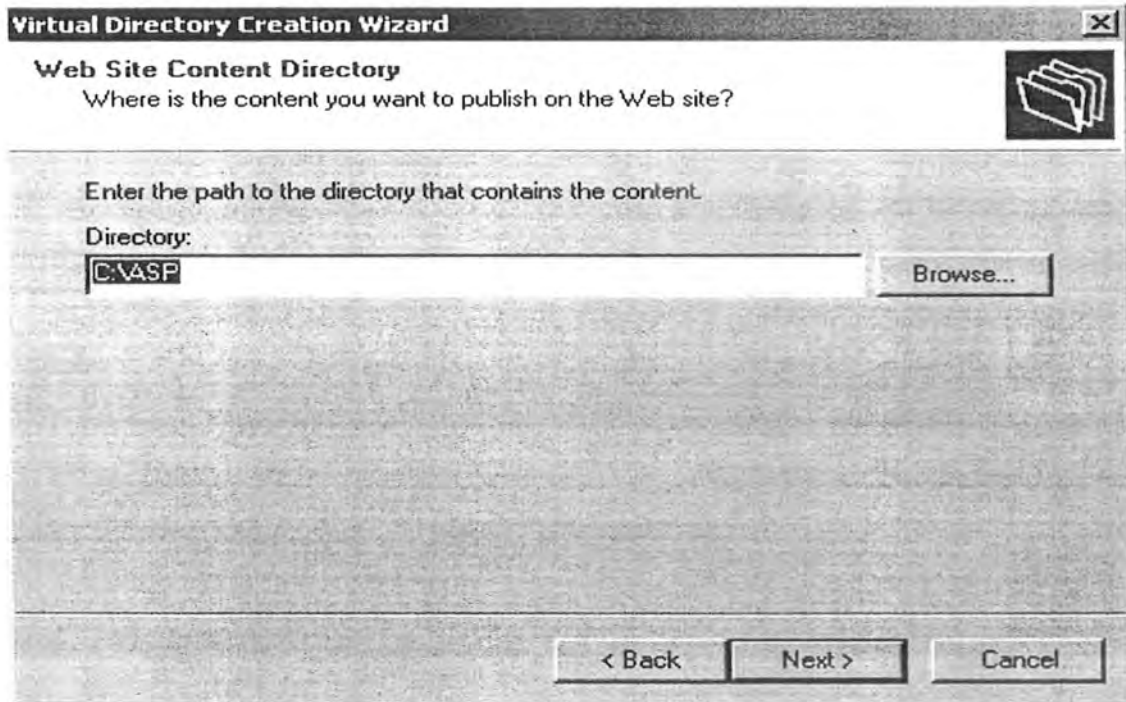 Virtual Directory Creation Wizard
Web Site Content Directory
Where is the content you want to publish on the Web site?
Enter the path to the directory that contains the content.
Directory:
C:\ASP
Browse...
< Back
Next >
Cancel